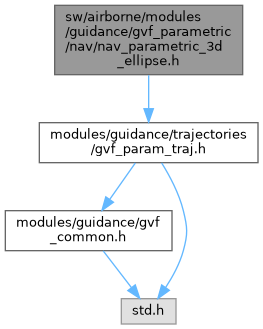 sw/airborne/modules
/guidance/gvf_parametric
/nav/nav_parametric_3d
_ellipse.h
modules/guidance/trajectories
/gvf_param_traj.h
modules/guidance/gvf
_common.h
std.h